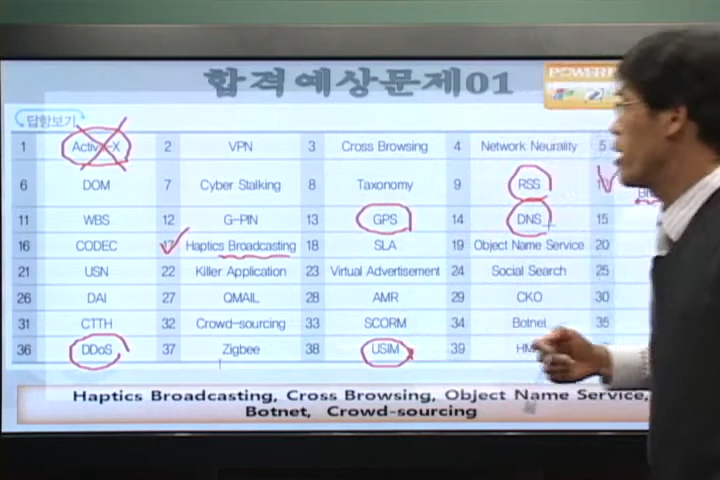 합격예상문제01
답항보기
1 Active-X 2 VPN 3 Cross Browsing 4 Network Neurality 5
6 DOM 7 Cyber Stalking 8 Taxonomy 9 RSS
11 WBS 12 G-PIN 13 GPS 14 DNS 15
16 CODEC 17 Haptics Broadcasting 18 SLA 19 Object Name Service 20
21 USN 22 Killer Application 23 Virtual Advertisement 24 Social Search 25
26 DAI 27 QMAIL 28 AMR 29 CKO 30
31 CTTH 32 Crowd-sourcing 33 SCORM 34 Botnet 35
36 DDoS 37 Zigbee 38 USIM 39
Haptics Broadcasting, Cross Browsing, Object Name Service,
Botnet, Crowd-sourcing